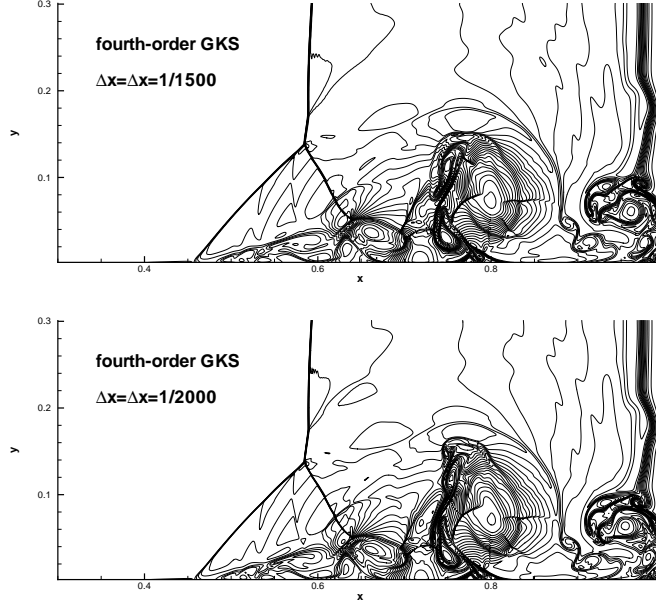 0.3
fourth-order GKS
Δx=Δx=1/1500
0.2
y
0.1
0.4 0.6 0.8
x
0.3
fourth-order GKS
Δx=Δx=1/2000
0.2
y
0.1
0.4 0.6 0.8
x